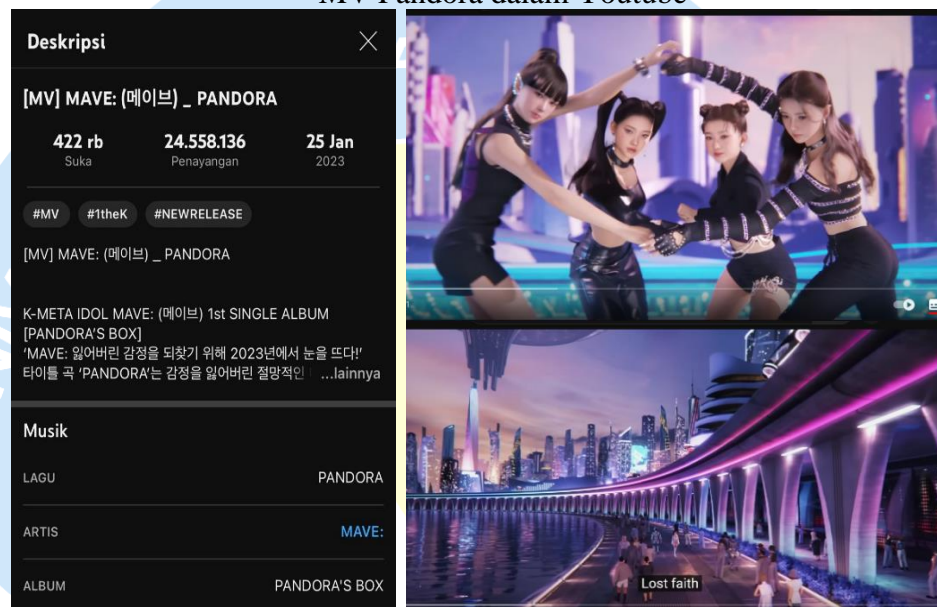 MV Pandora dalam Youtube
Deskripsi
[MV] MAVE: (메이브) _ PANDORA
422 rb
Suka
24.558.136
Penayangan
25 Jan
2023
#MV #1theK #NEWRELEASE
[MV] MAVE: (메이브) _ PANDORA
K-META IDOL MAVE: (메이브) 1st SINGLE ALBUM
[PANDORA'S BOX]
'MAVE: 잃어버린 감정을 되찾기 위해 2023년에서 눈을 뜨다!'
타이틀 곡 'PANDORA'는 감정을 잃어버린 절망적인 ...lainnya
Musik
LAGU PANDORA
ARTIS MAVE:
ALBUM PANDORA'S BOX
Lost faith